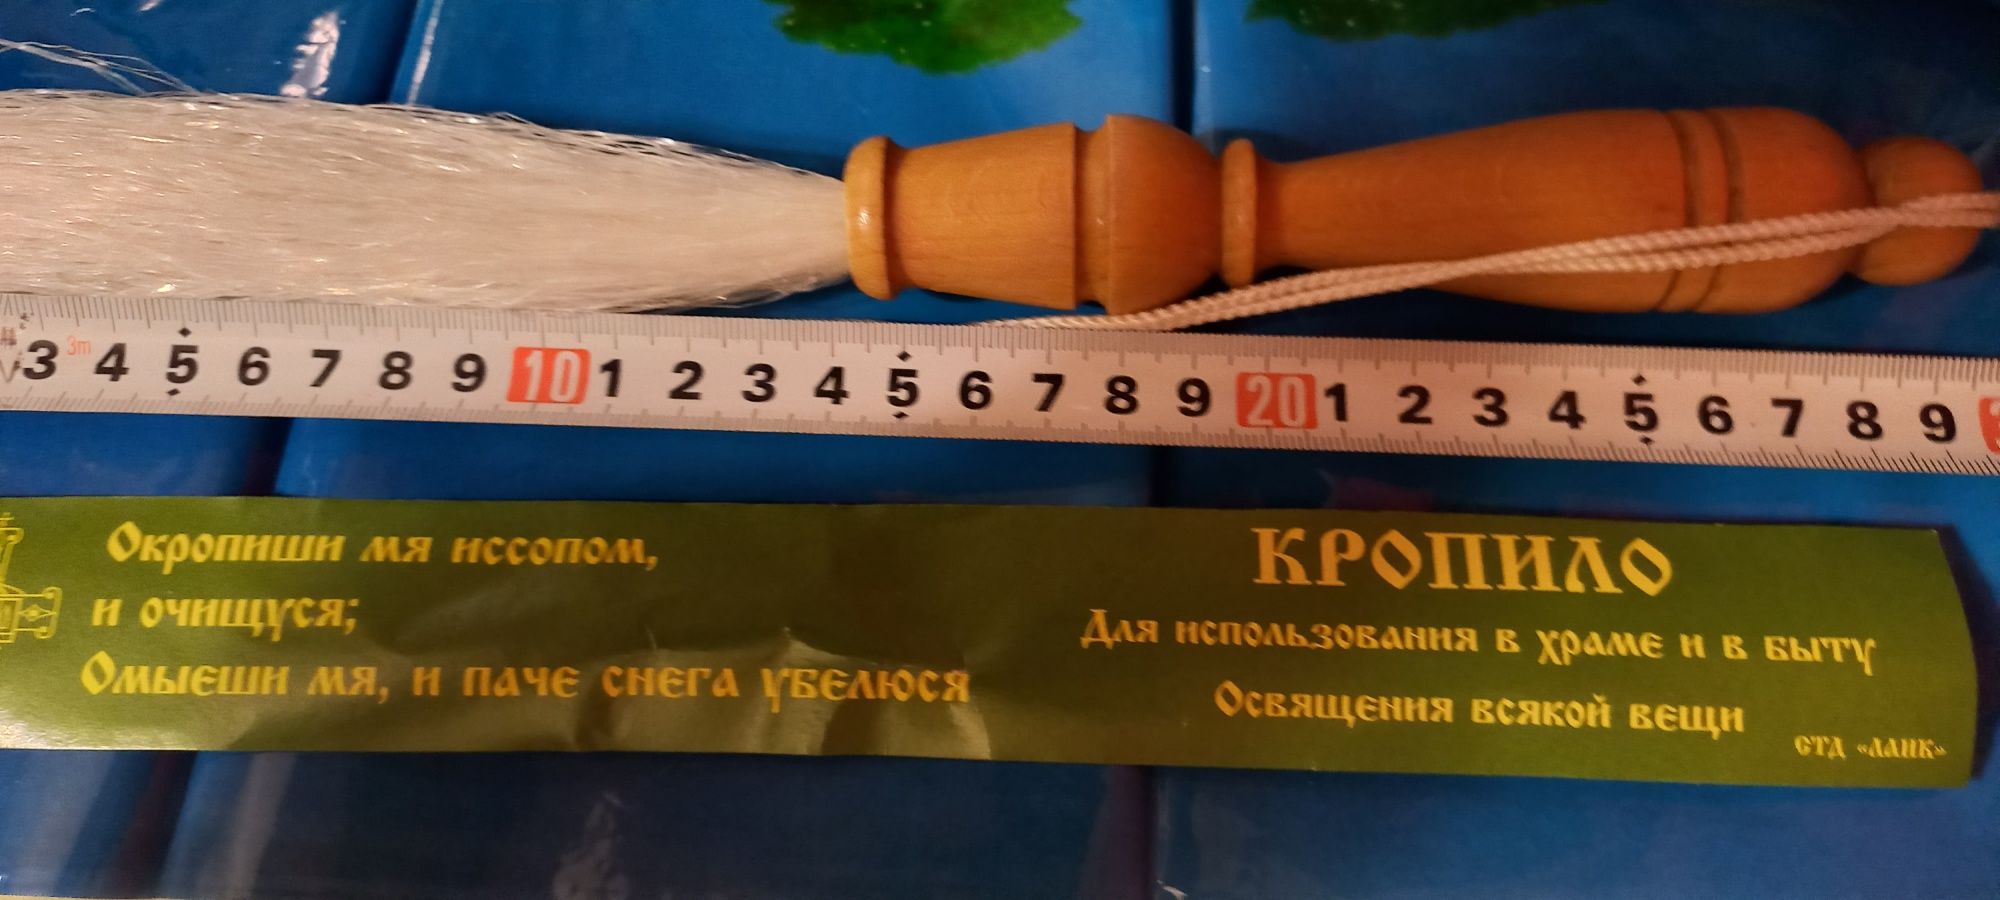 3m
3 4 5 6 7 8 9 10 1 2 3 4 5 6 7 8 9 20 1 2 3 4 5 6 7 8 9
Окропиши мя иссопом,
и очищуся;
Омыеши мя, и паче снега убелюся
КРОПИЛО
Для использования в храме и в быту
Освящения всякой вещи
СТД «ЛАИК»